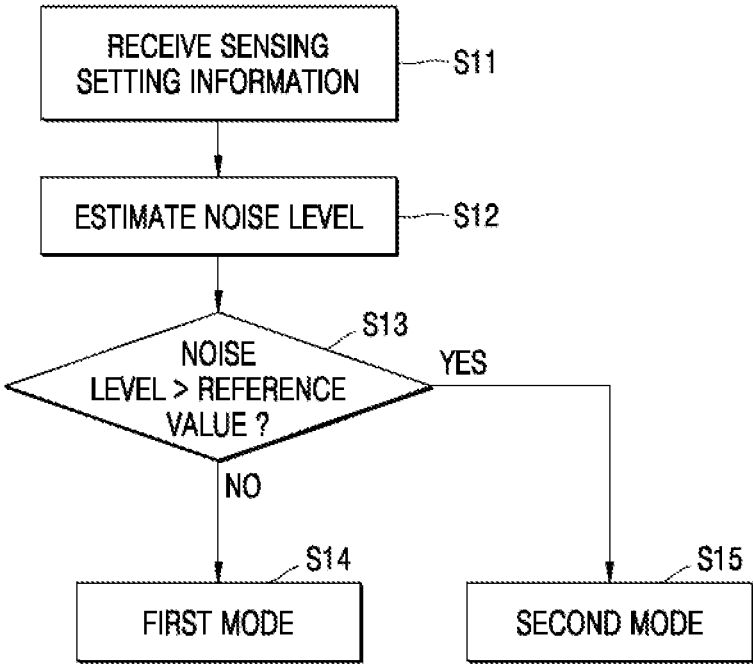 RECEIVE SENSING
SETTING INFORMATION
S11
ESTIMATE NOISE LEVEL
S12
S13
NOISE
LEVEL > REFERENCE
VALUE ?
YES
NO
S14
FIRST MODE
S15
SECOND MODE